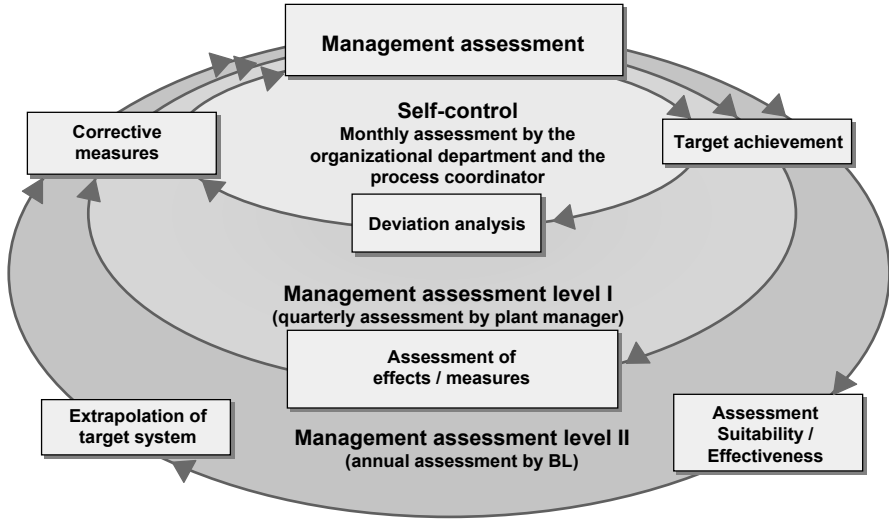 Management assessment
Self-control
Monthly assessment by the
organizational department and the
process coordinator
Corrective
measures
Target achievement
Deviation analysis
Management assessment level I
(quarterly assessment by plant manager)
Assessment of
effects / measures
Extrapolation of
target system
Management assessment level II
(annual assessment by BL)
Assessment
Suitability /
Effectiveness